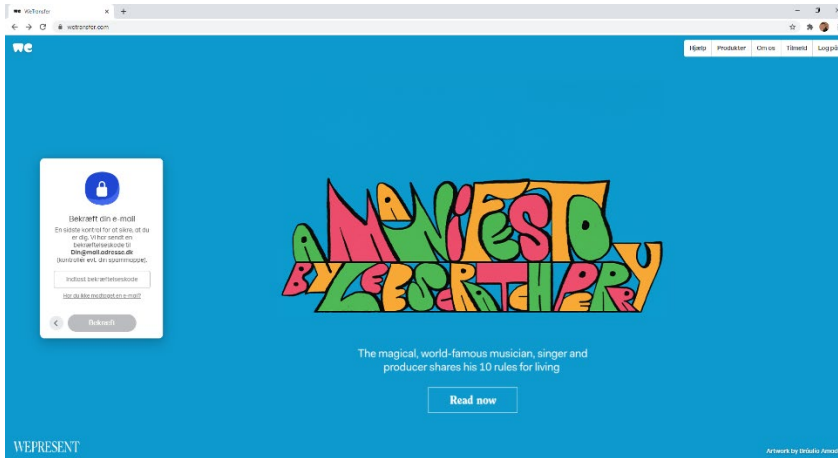 WeTransfer
wetransfer.com
we
Hjælp Produkter Om os Tilmeld Log på
Bekræft din e-mail
En sidste kontrol for at sikre, at du
er dig. Vi har sendt en
bekræftelseskode til
Din@mail.adresse.dk
(kontrollér evt. din spammappe).
Indtast bekræftelseskode
Har du ikke modtaget en e-mail?
Bekræft
A MANIFESTO
BY LEE SCRATCH PERRY
The magical, world-famous musician, singer and
producer shares his 10 rules for living
Read now
WEPRESENT
Artwork by Bráulio